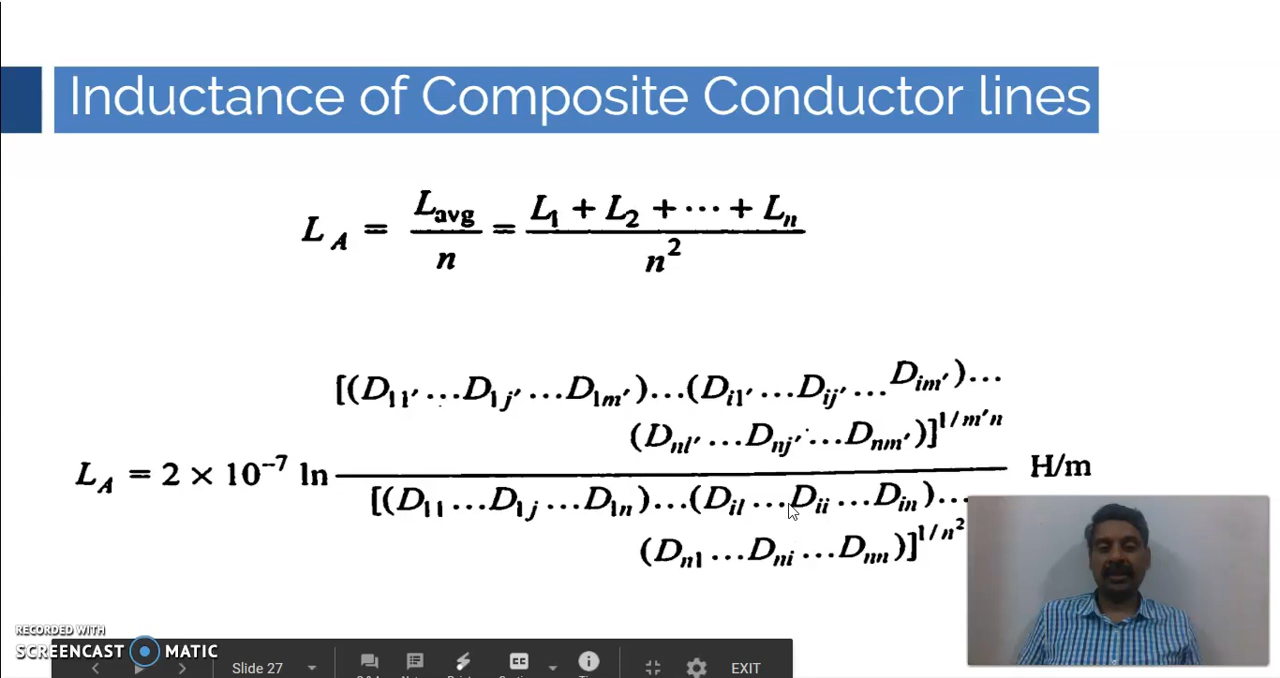 Inductance of Composite Conductor lines
L_A = L_avg / n = (L_1 + L_2 + ... + L_n) / n^2
[(D_11' ...D_1j' ...D_1m')...(D_il' ...D_ij' ...D_im')...
(D_nl' ...D_nj' ...D_nm')]^1/m'n
L_A = 2 × 10^-7 ln H/m
[(D_11 ...D_1j ...D_1n)...(D_il ...D_ii ...D_in)...
(D_n1 ...D_ni ...D_nn)]^1/n^2
RECORDED WITH
SCREENCAST MATIC
Slide 27
EXIT